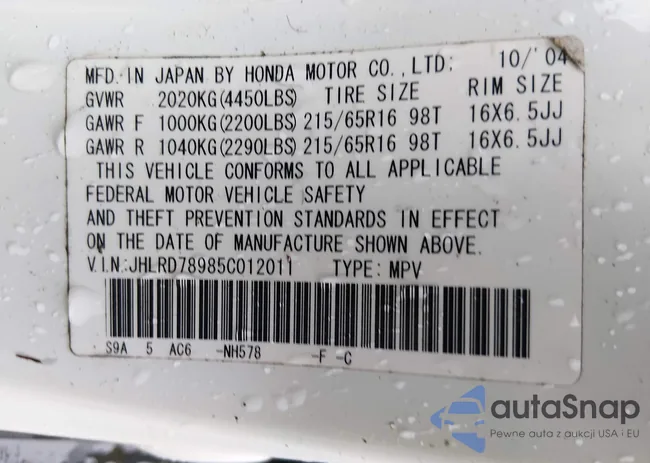 MFD. IN JAPAN BY HONDA MOTOR CO., LTD: 10/'04
GVWR 2020KG(4450LBS) TIRE SIZE RIM SIZE
GAWR F 1000KG(2200LBS) 215/65R16 98T 16X6.5JJ
GAWR R 1040KG(2290LBS) 215/65R16 98T 16X6.5JJ
THIS VEHICLE CONFORMS TO ALL APPLICABLE
FEDERAL MOTOR VEHICLE SAFETY
AND THEFT PREVENTION STANDARDS IN EFFECT
ON THE DATE OF MANUFACTURE SHOWN ABOVE.
V.I.N.:JHLRD78985C012011 TYPE: MPV
S9A 5 AC6 -NH578 -F -C
autaSnap
Pewne auta z aukcji USA i EU